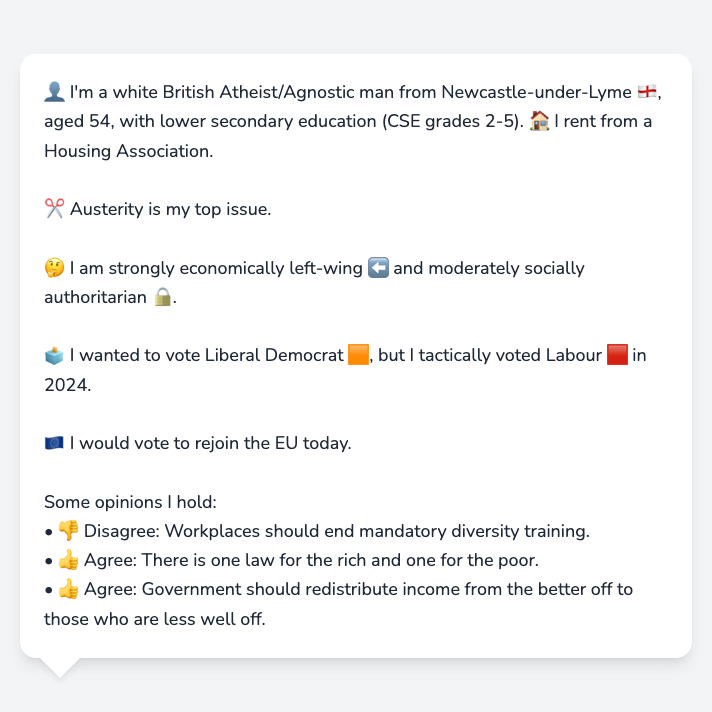 👤 I'm a white British Atheist/Agnostic man from Newcastle-under-Lyme 🏴󠁧󠁢󠁥󠁮󠁧󠁿,
aged 54, with lower secondary education (CSE grades 2-5). 🏠 I rent from a
Housing Association.
✂️ Austerity is my top issue.
🤔 I am strongly economically left-wing ⬅️ and moderately socially
authoritarian 🔒.
🗳️ I wanted to vote Liberal Democrat 🟧, but I tactically voted Labour 🟥 in
2024.
🇪🇺 I would vote to rejoin the EU today.
Some opinions I hold:
• 👎 Disagree: Workplaces should end mandatory diversity training.
• 👍 Agree: There is one law for the rich and one for the poor.
• 👍 Agree: Government should redistribute income from the better off to
those who are less well off.